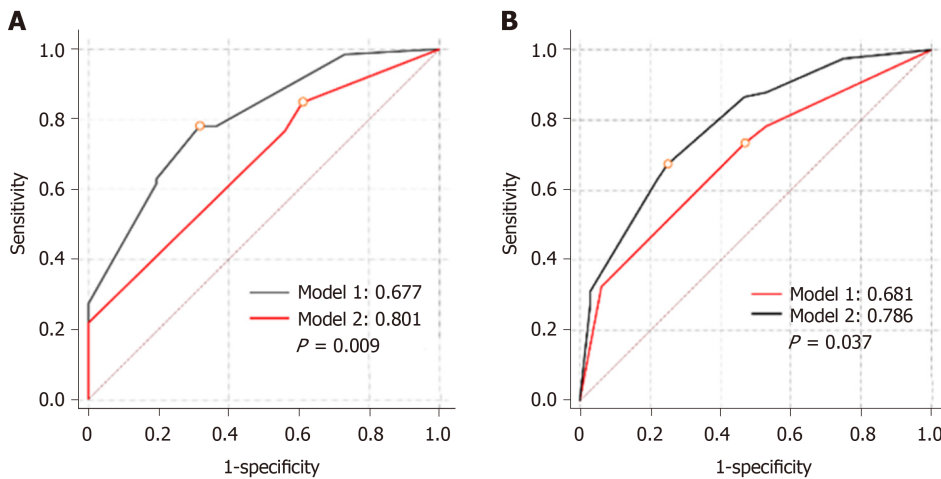 A
Sensitivity
1.0
0.8
0.6
0.4
0.2
0.0
Model 1: 0.677
Model 2: 0.801
P = 0.009
0 0.2 0.4 0.6 0.8 1.0
1-specificity
B
Sensitivity
1.0
0.8
0.6
0.4
0.2
0.0
Model 1: 0.681
Model 2: 0.786
P = 0.037
0 0.2 0.4 0.6 0.8 1.0
1-specificity